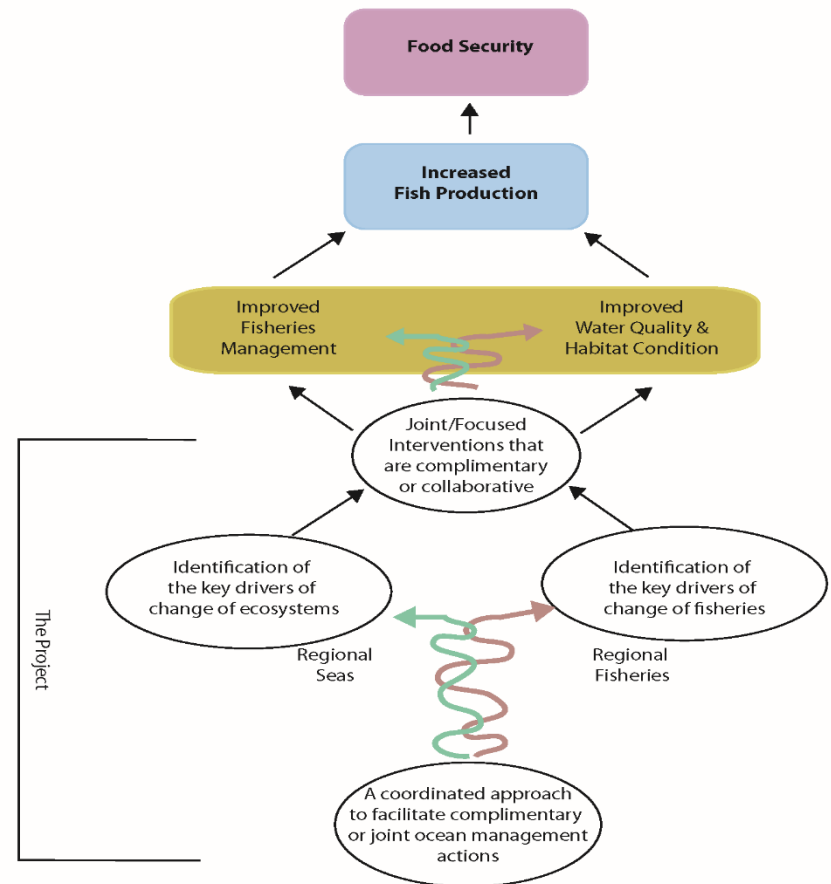 Food Security
Increased
Fish Production
Improved
Fisheries
Management
Improved
Water Quality &
Habitat Condition
Joint/Focused
Interventions that
are complimentary
or collaborative
Identification of
the key drivers of
change of ecosystems
Identification of
the key drivers of
change of fisheries
The Project
Regional
Seas
Regional
Fisheries
A coordinated approach
to facilitate complimentary
or joint ocean management
actions